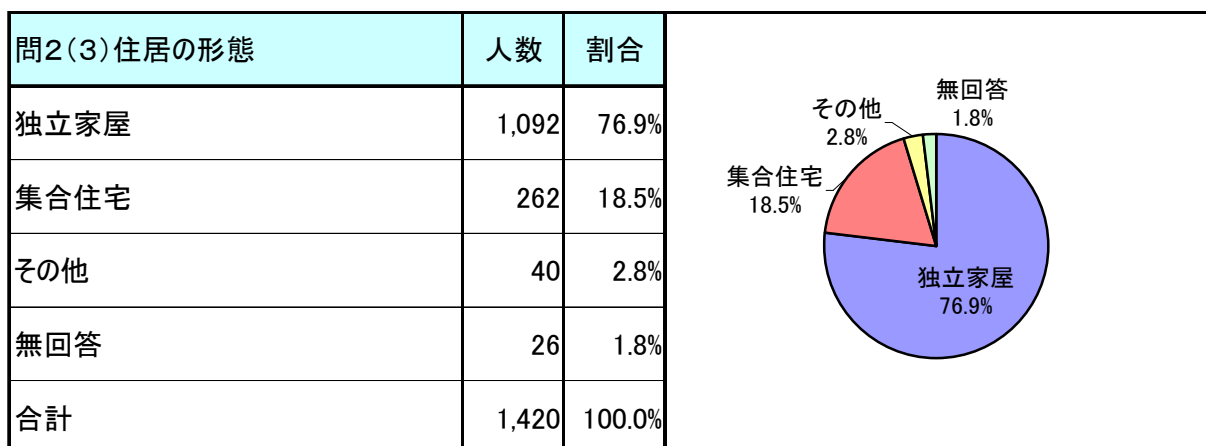 問2(3)住居の形態 人数 割合
独立家屋 1,092 76.9%
集合住宅 262 18.5%
その他 40 2.8%
無回答 26 1.8%
合計 1,420 100.0%
無回答
1.8%
その他
2.8%
集合住宅
18.5%
独立家屋
76.9%